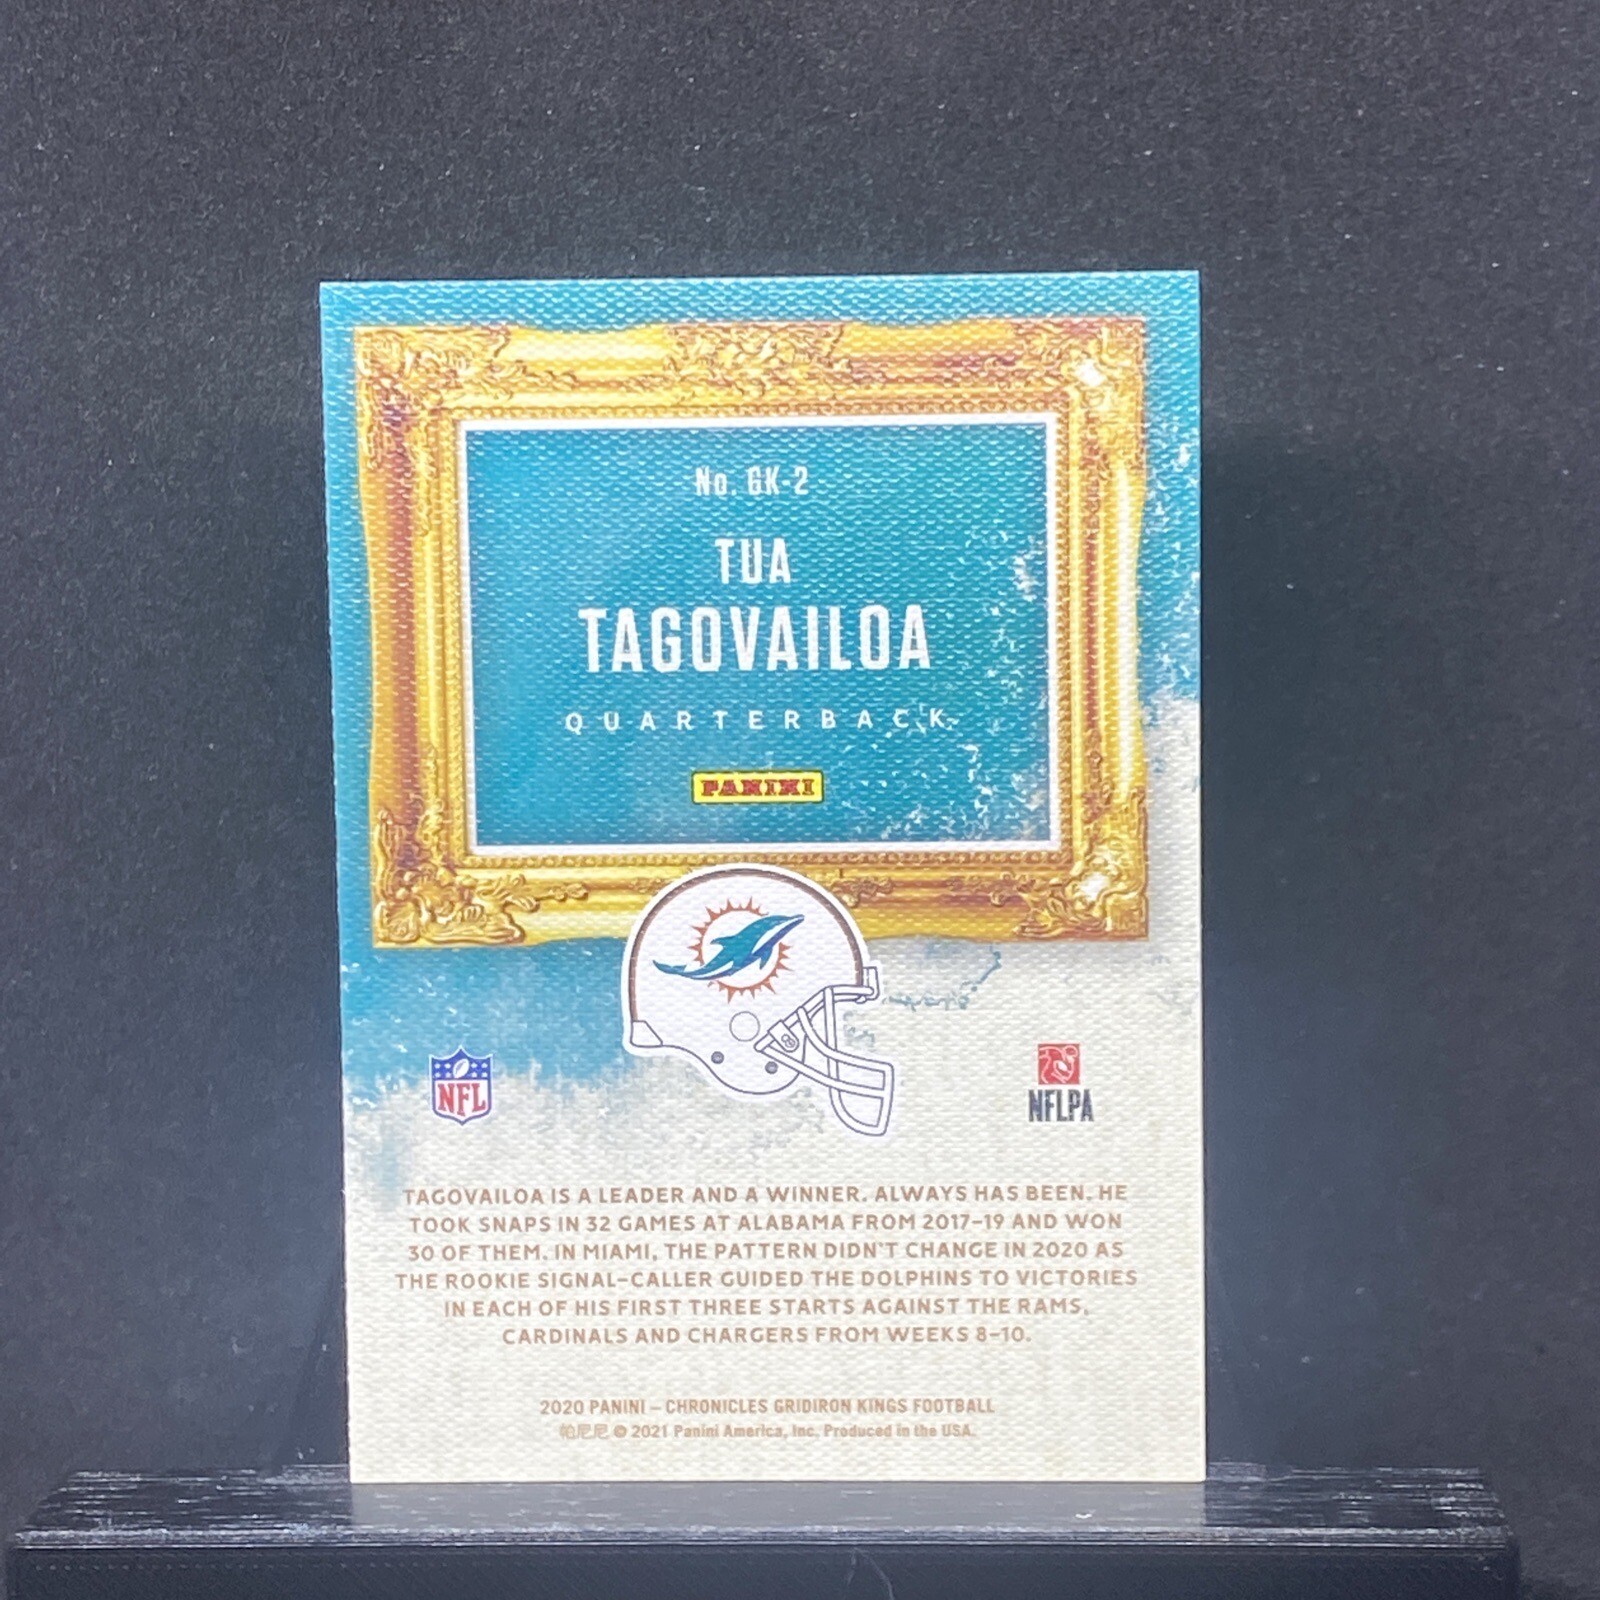 No. GK-2
TUA
TAGOVAILOA
QUARTERBACK
PANINI
NFL
NFLPA
TAGOVAILOA IS A LEADER AND A WINNER. ALWAYS HAS BEEN. HE
TOOK SNAPS IN 32 GAMES AT ALABAMA FROM 2017-19 AND WON
30 OF THEM. IN MIAMI, THE PATTERN DIDN'T CHANGE IN 2020 AS
THE ROOKIE SIGNAL-CALLER GUIDED THE DOLPHINS TO VICTORIES
IN EACH OF HIS FIRST THREE STARTS AGAINST THE RAMS,
CARDINALS AND CHARGERS FROM WEEKS 8-10.
2020 PANINI – CHRONICLES GRIDIRON KINGS FOOTBALL
帕尼尼 © 2021 Panini America, Inc. Produced in the USA.